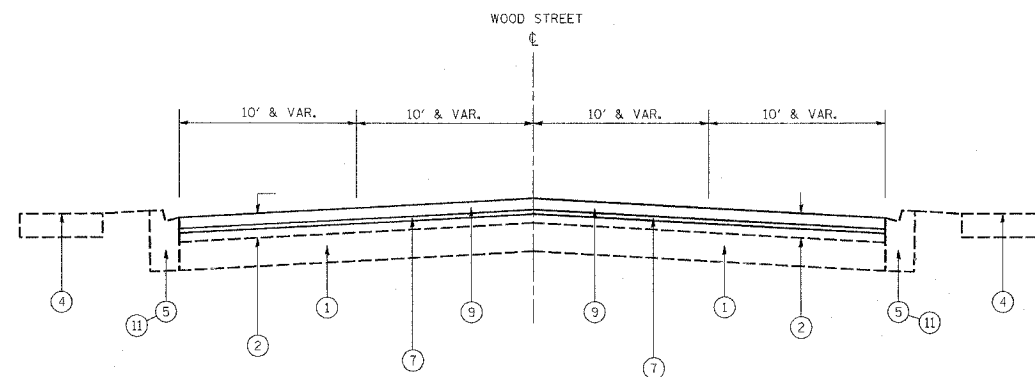 WOOD STREET
℄
10' & VAR. 10' & VAR. 10' & VAR. 10' & VAR.
4 5 1 9 9 1 5 4
11 2 7 7 2 11